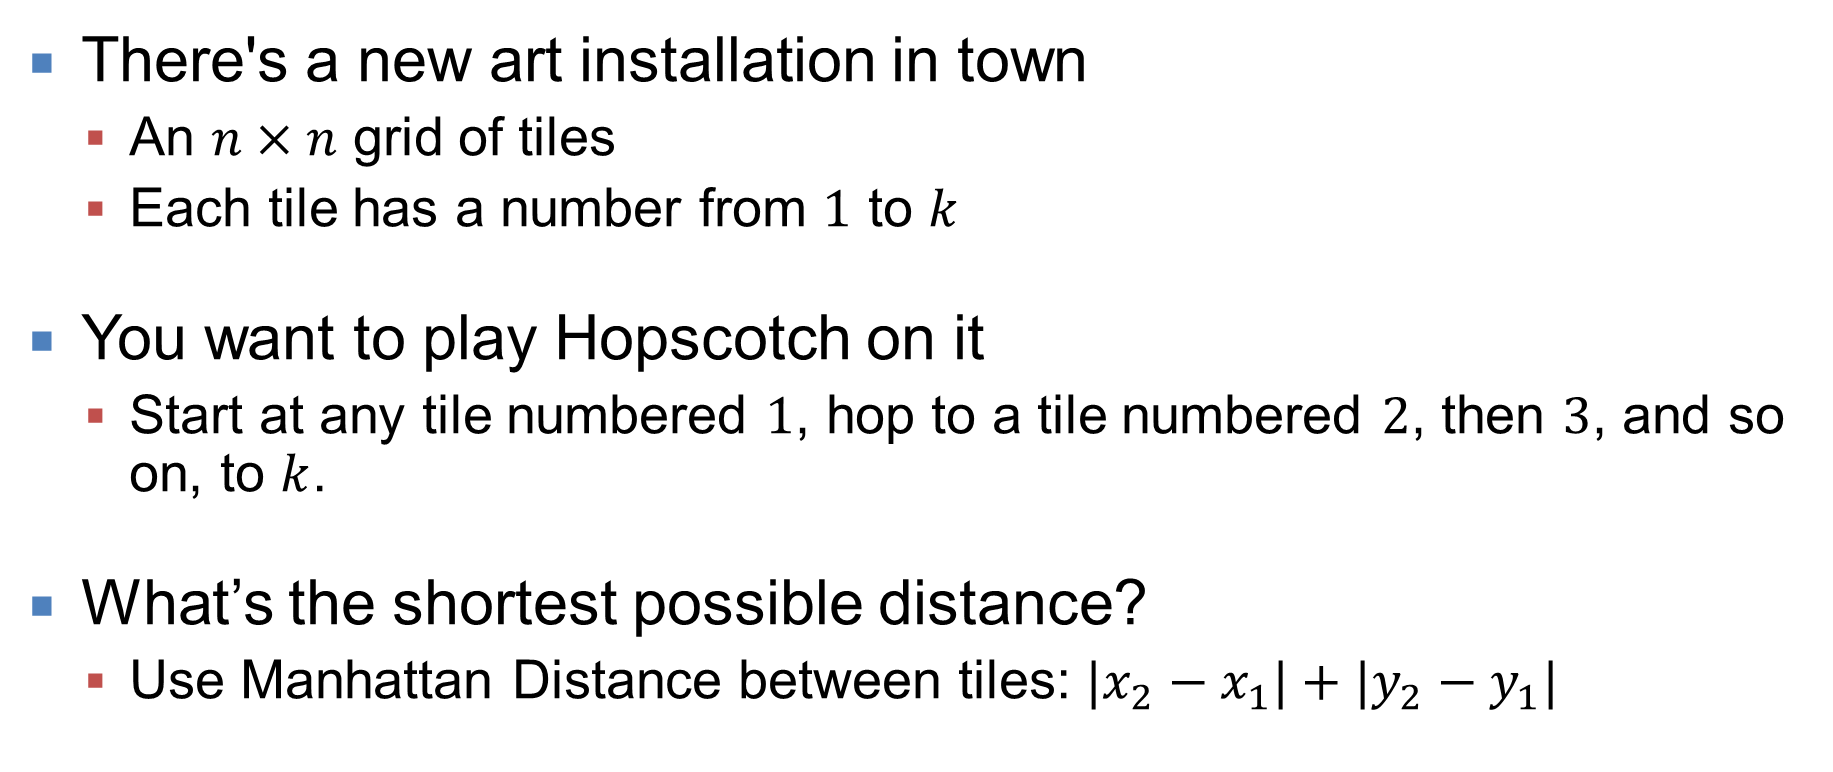 There's a new art installation in town
An n × n grid of tiles
Each tile has a number from 1 to k
You want to play Hopscotch on it
Start at any tile numbered 1, hop to a tile numbered 2, then 3, and so
on, to k.
What’s the shortest possible distance?
Use Manhattan Distance between tiles: |x₂ − x₁| + |y₂ − y₁|